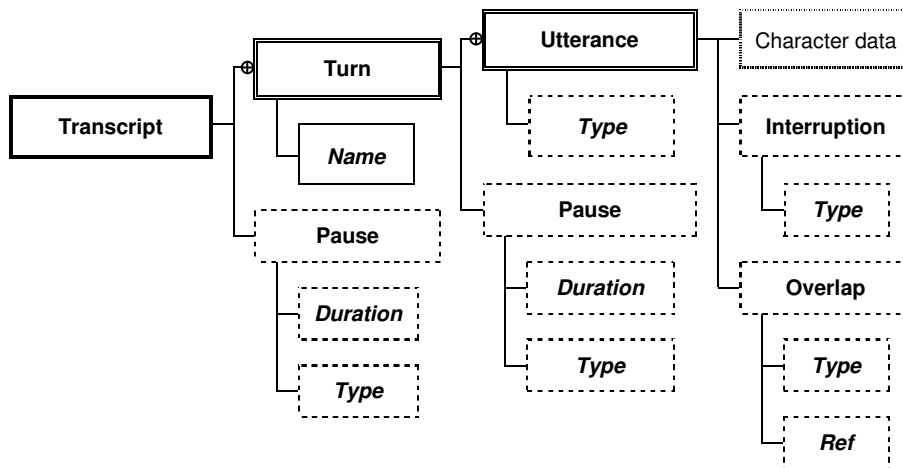 Transcript
Turn
Name
Pause
Duration
Type
Utterance
Type
Pause
Duration
Type
Character data
Interruption
Type
Overlap
Type
Ref